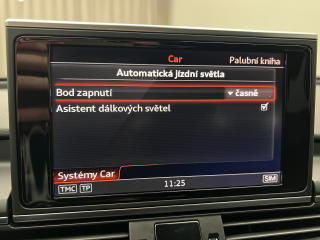 Car
Palubní kniha
Automatická jízdní světla
Bod zapnutí
časně
Asistent dálkových světel
Systémy Car
TMC TP
11:25
SIM